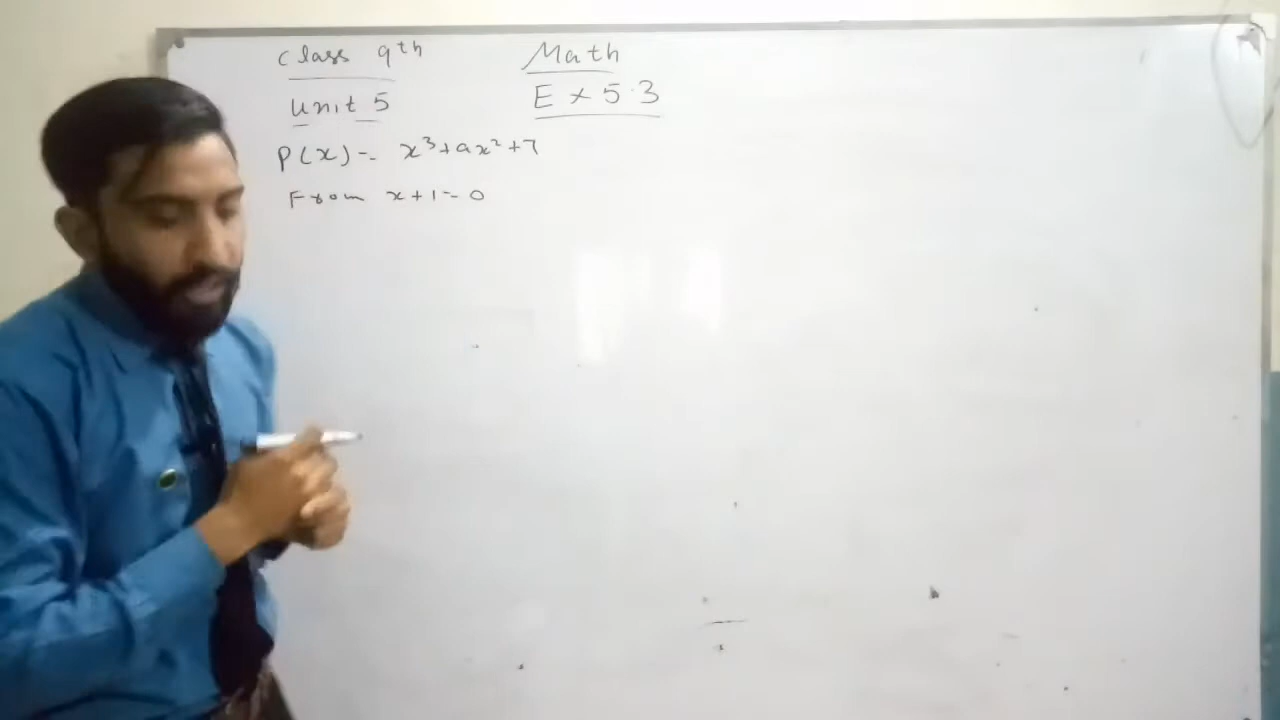 Class 9th
Math
Unit 5
Ex 5.3
P(x) = x³+ax²+7
From x+1=0